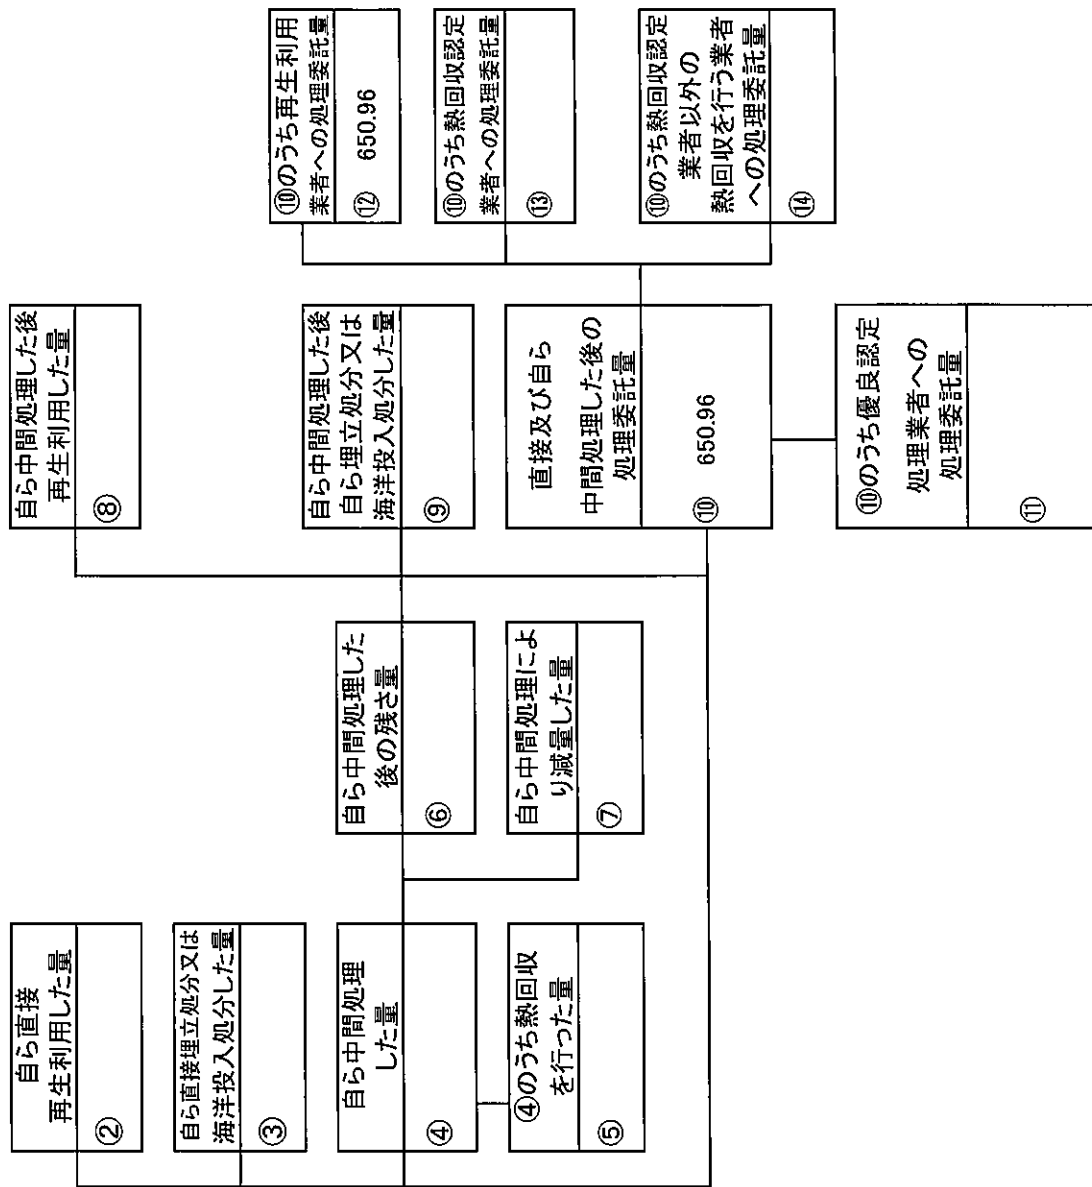 自ら直接
再生利用した量
②
自ら直接埋立処分又は
海洋投入処分した量
③
自ら中間処理
した量
④
④のうち熱回収
を行った量
⑤
自ら中間処理した
後の残さ量
⑥
自ら中間処理によ
り減量した量
⑦
自ら中間処理した後
再生利用した量
⑧
自ら中間処理した後
自ら埋立処分又は
海洋投入処分した量
⑨
直接及び自ら
中間処理した後の
処理委託量
⑩ 650.96
⑩のうち優良認定
処理業者への
処理委託量
⑪
⑩のうち再生利用
業者への処理委託量
⑫ 650.96
⑩のうち熱回収認定
業者への処理委託量
⑬
⑩のうち熱回収認定
業者以外の
熱回収を行う業者
への処理委託量
⑭